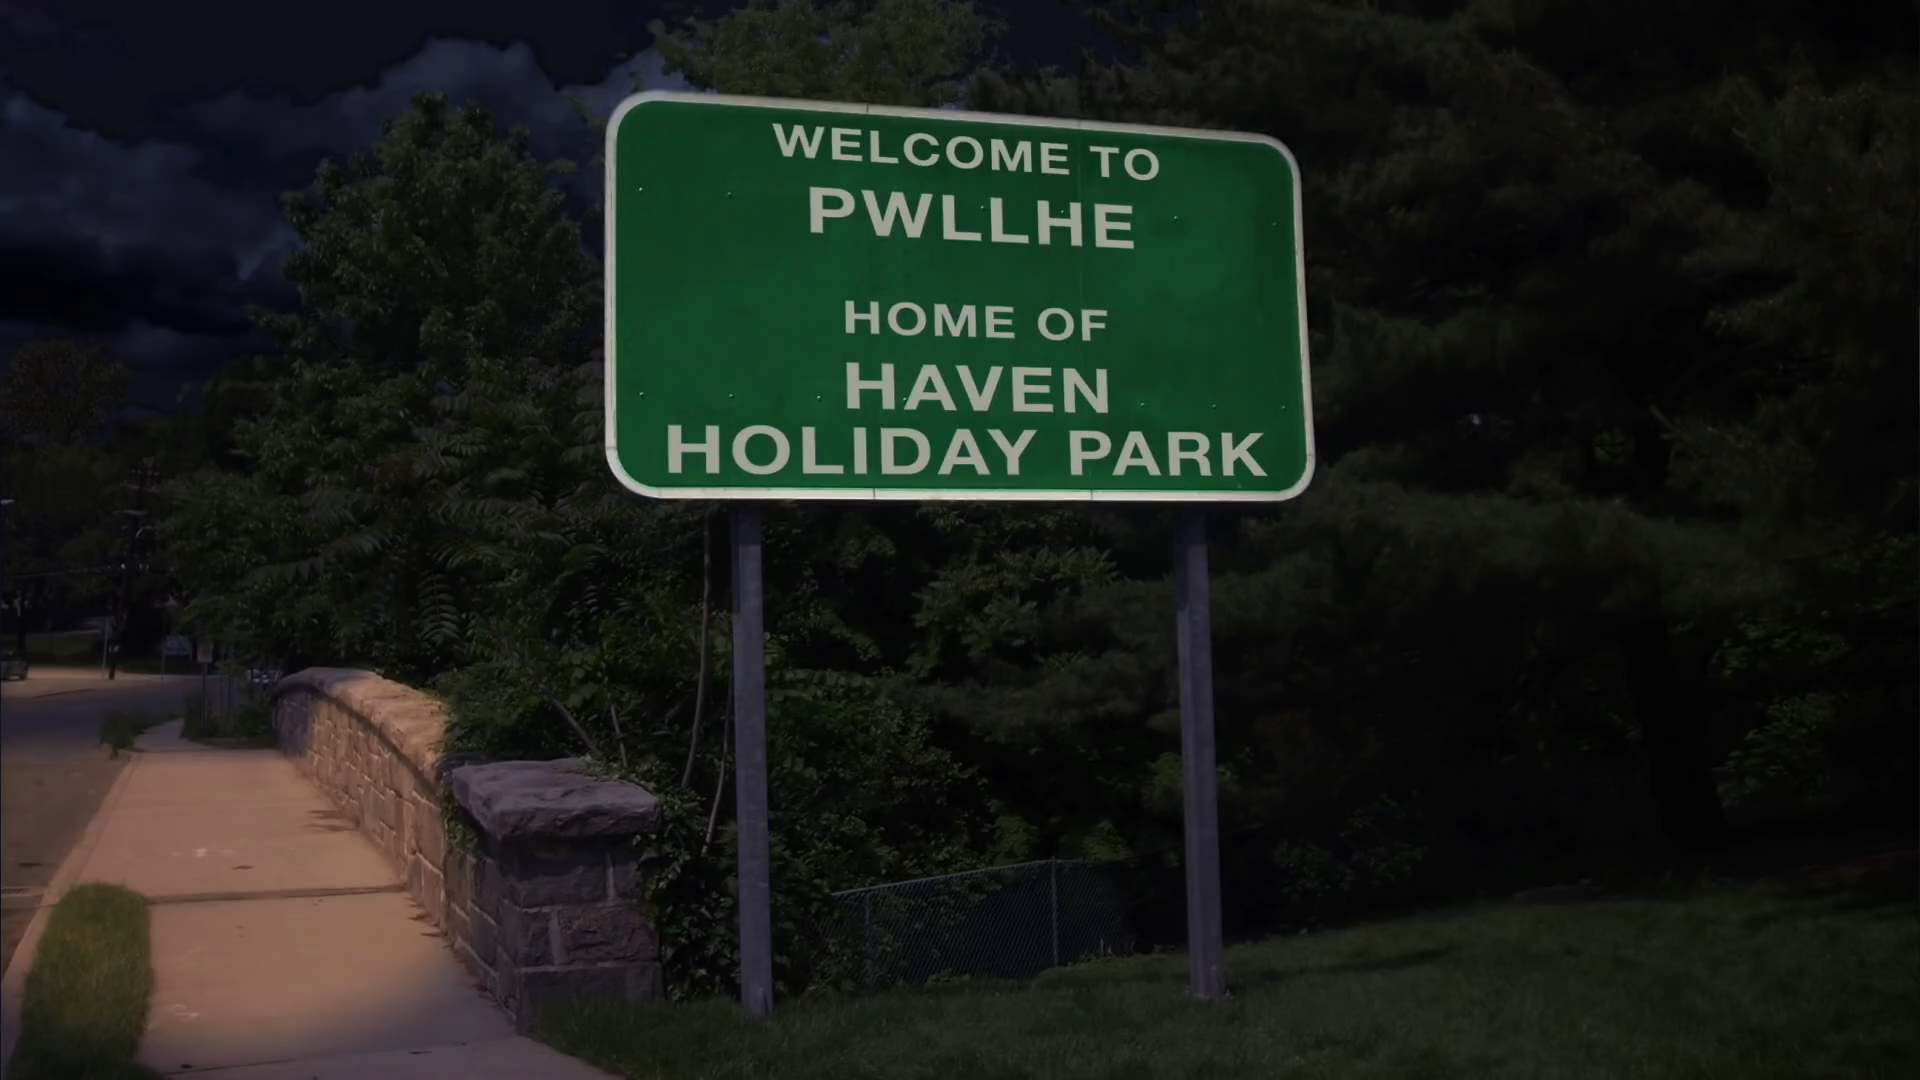 WELCOME TO
PWLLHE
HOME OF
HAVEN
HOLIDAY PARK